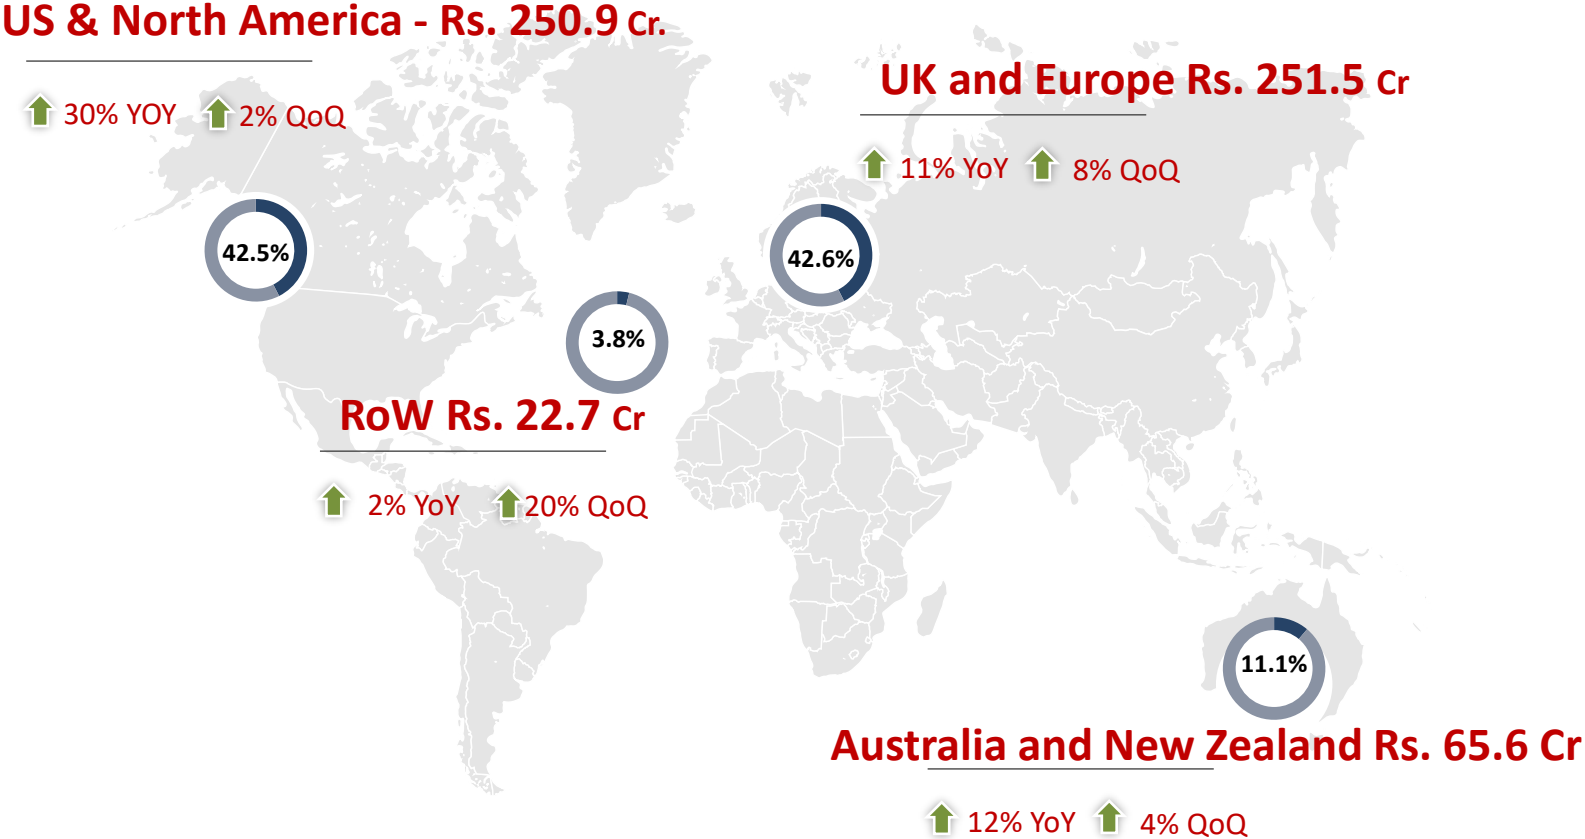 US & North America - Rs. 250.9 Cr.
30% YOY 2% QoQ
42.5%
UK and Europe Rs. 251.5 Cr
11% YoY 8% QoQ
42.6%
3.8%
RoW Rs. 22.7 Cr
2% YoY 20% QoQ
11.1%
Australia and New Zealand Rs. 65.6 Cr
12% YoY 4% QoQ